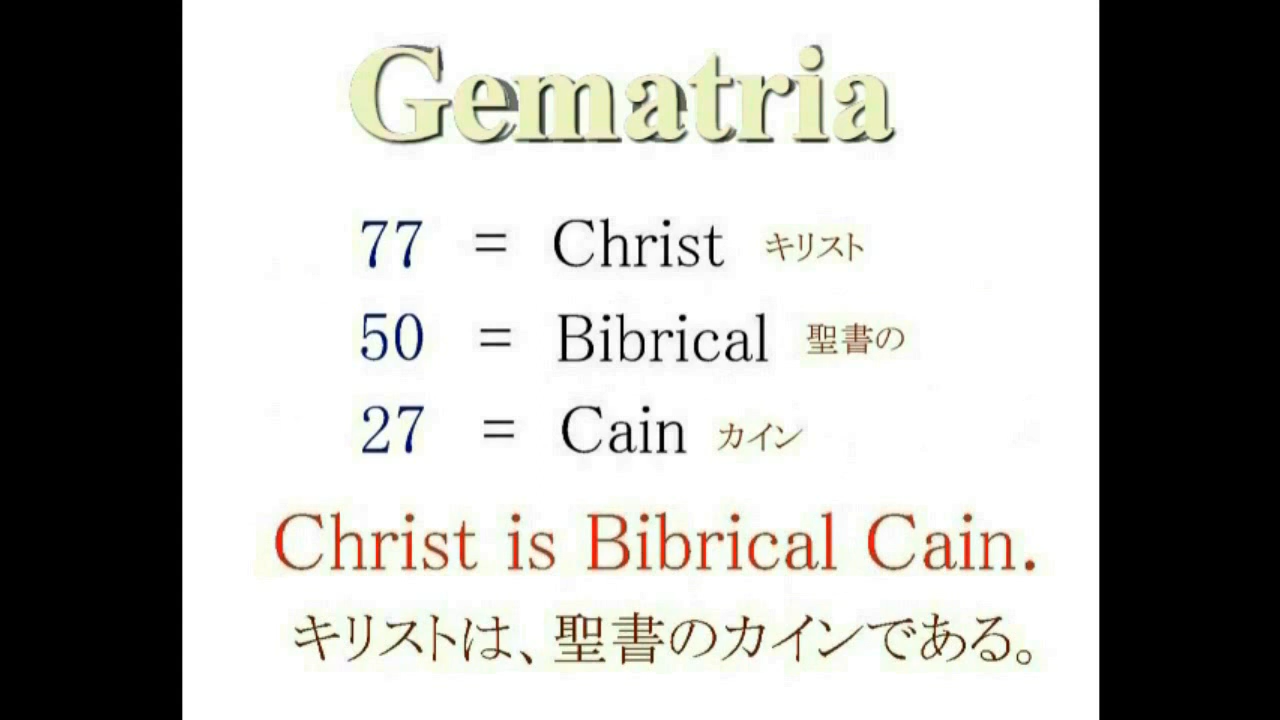 Gematria
77 = Christ キリスト
50 = Bibrical 聖書の
27 = Cain カイン
Christ is Bibrical Cain.
キリストは、聖書のカインである。